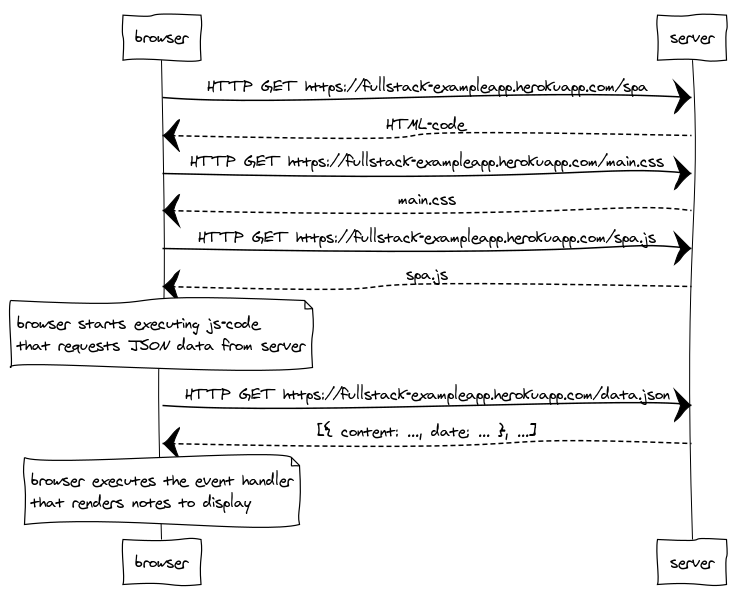 browser
server
HTTP GET https://fullstack-exampleapp.herokuapp.com/spa
HTML-code
HTTP GET https://fullstack-exampleapp.herokuapp.com/main.css
main.css
HTTP GET https://fullstack-exampleapp.herokuapp.com/spa.js
spa.js
browser starts executing js-code
that requests JSON data from server
HTTP GET https://fullstack-exampleapp.herokuapp.com/data.json
[{ content: ..., date: ... }, ...]
browser executes the event handler
that renders notes to display
browser
server